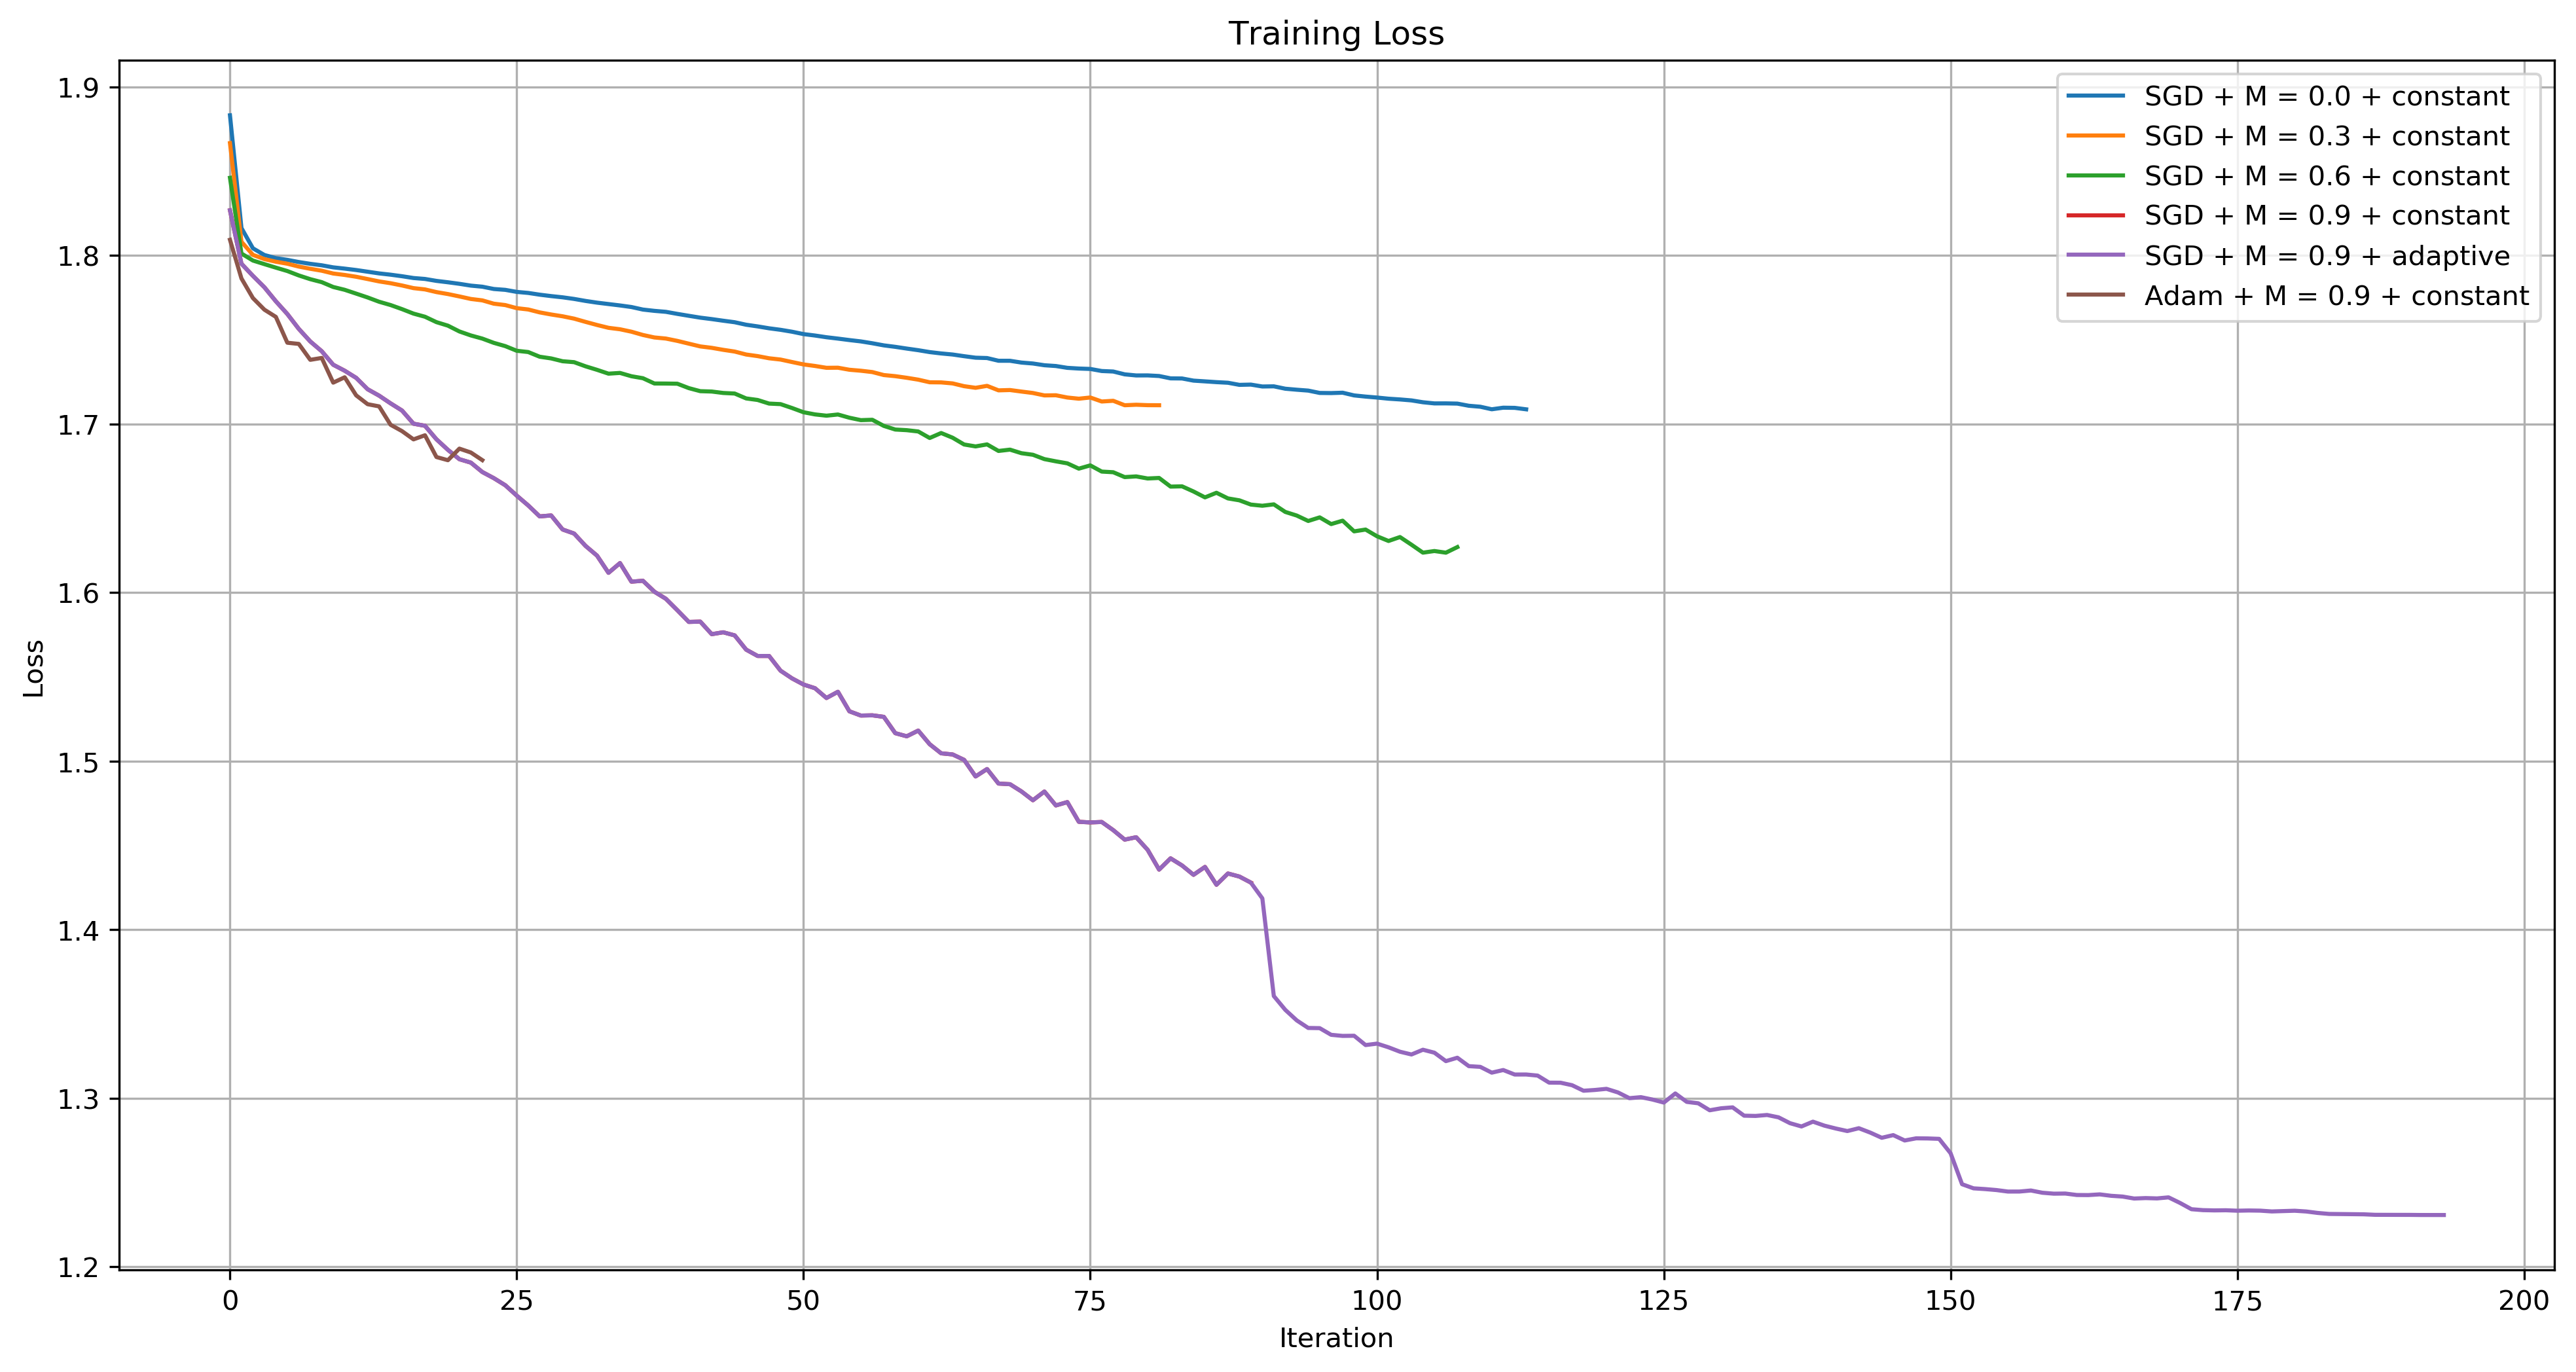 Training Loss
1.9
1.8
1.7
1.6
1.5
1.4
1.3
1.2
Loss
SGD + M = 0.0 + constant
SGD + M = 0.3 + constant
SGD + M = 0.6 + constant
SGD + M = 0.9 + constant
SGD + M = 0.9 + adaptive
Adam + M = 0.9 + constant
0 25 50 75 100 125 150 175 200
Iteration